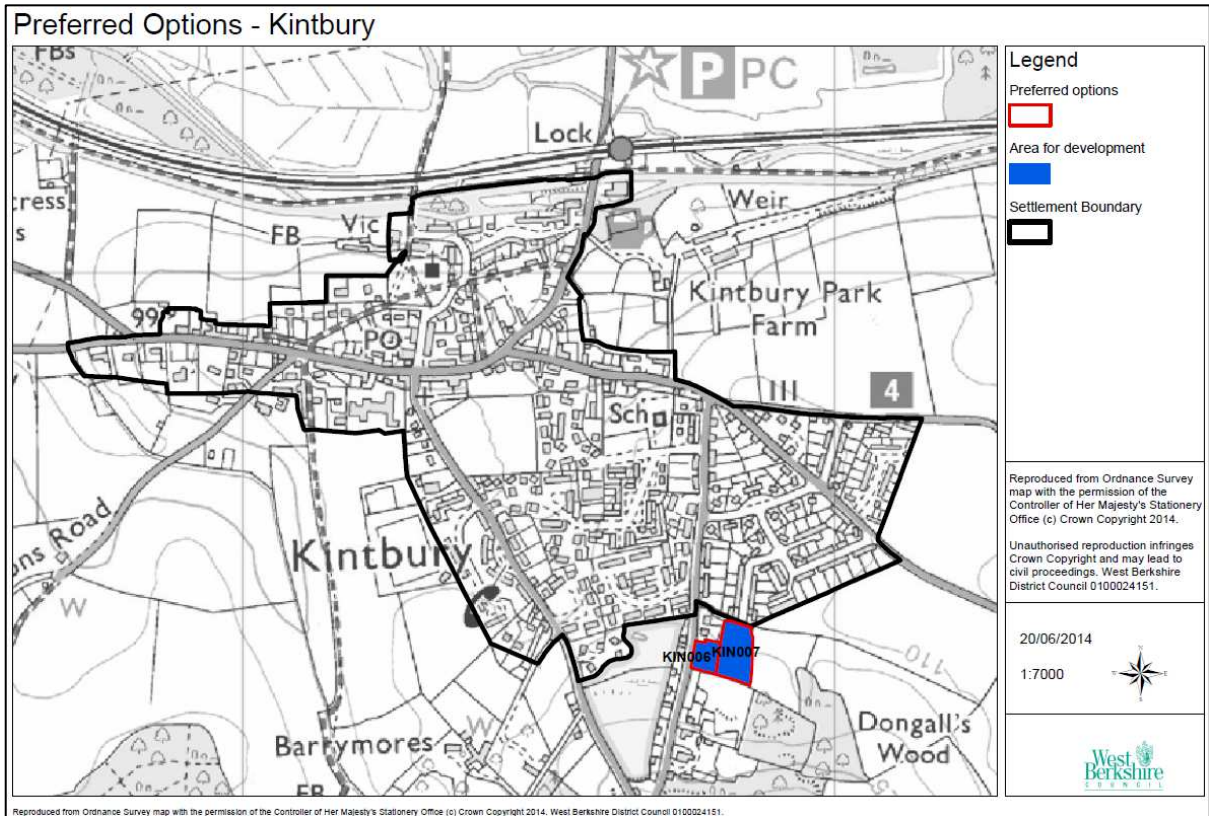 Preferred Options - Kintbury
FBs
P PC
Lock
cress
s
Vic
FB
Weir
Kintbury Park
Farm
99
PO
4
Sch
Kintbury
ons Road
W
KIN006
KIN007
110
W
Barrymores
Dongall's
Wood
FB
Legend
Preferred options
Area for development
Settlement Boundary
Reproduced from Ordnance Survey
map with the permission of the
Controller of Her Majesty's Stationery
Office (c) Crown Copyright 2014.
Unauthorised reproduction infringes
Crown Copyright and may lead to
civil proceedings. West Berkshire
District Council 0100024151.
20/06/2014
1:7000
N
W E
S
West
Berkshire
COUNCIL
Reproduced from Ordnance Survey map with the permission of the Controller of Her Majesty's Stationery Office (c) Crown Copyright 2014. West Berkshire District Council 0100024151.